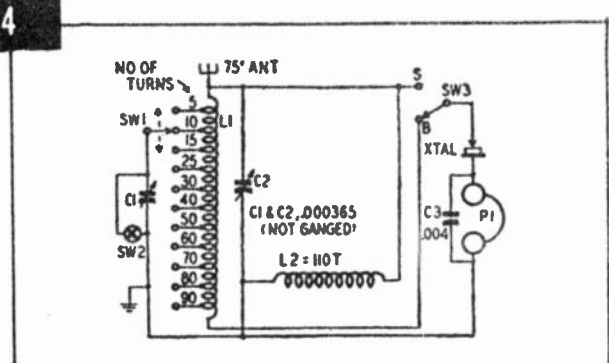 4
NO OF
TURNS
75' ANT
5
10
15
25
30
40
50
60
70
80
90
L1
SW1
C1
SW2
C2
C1 & C2, .000365
(NOT GANGED)
L2 = 110T
S
SW3
B
XTAL
C3
.004
P1